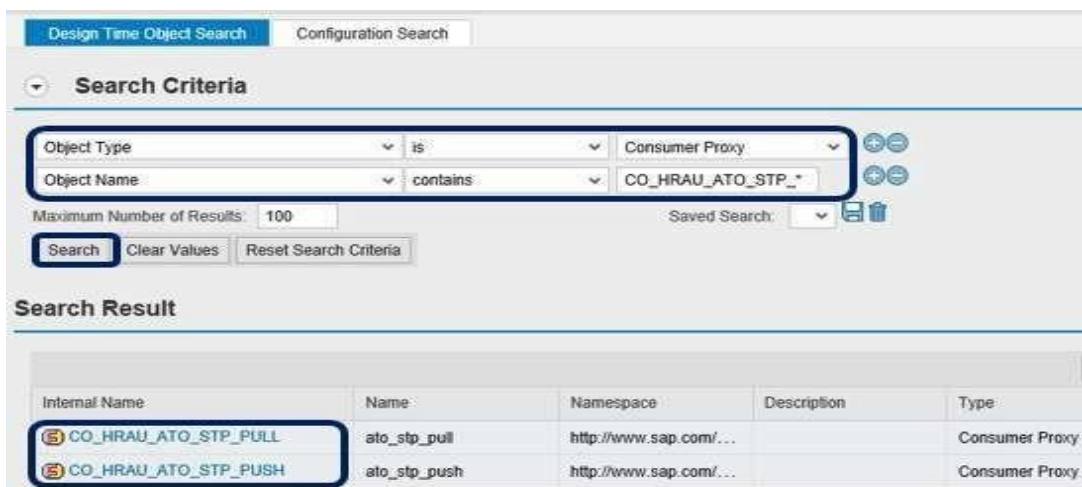 Design Time Object Search Configuration Search
Search Criteria
Object Type is Consumer Proxy
Object Name contains CO_HRAU_ATO_STP_*
Maximum Number of Results: 100 Saved Search:
Search Clear Values Reset Search Criteria
Search Result
Internal Name Name Namespace Description Type
CO_HRAU_ATO_STP_PULL ato_stp_pull http://www.sap.com/... Consumer Proxy
CO_HRAU_ATO_STP_PUSH ato_stp_push http://www.sap.com/... Consumer Proxy